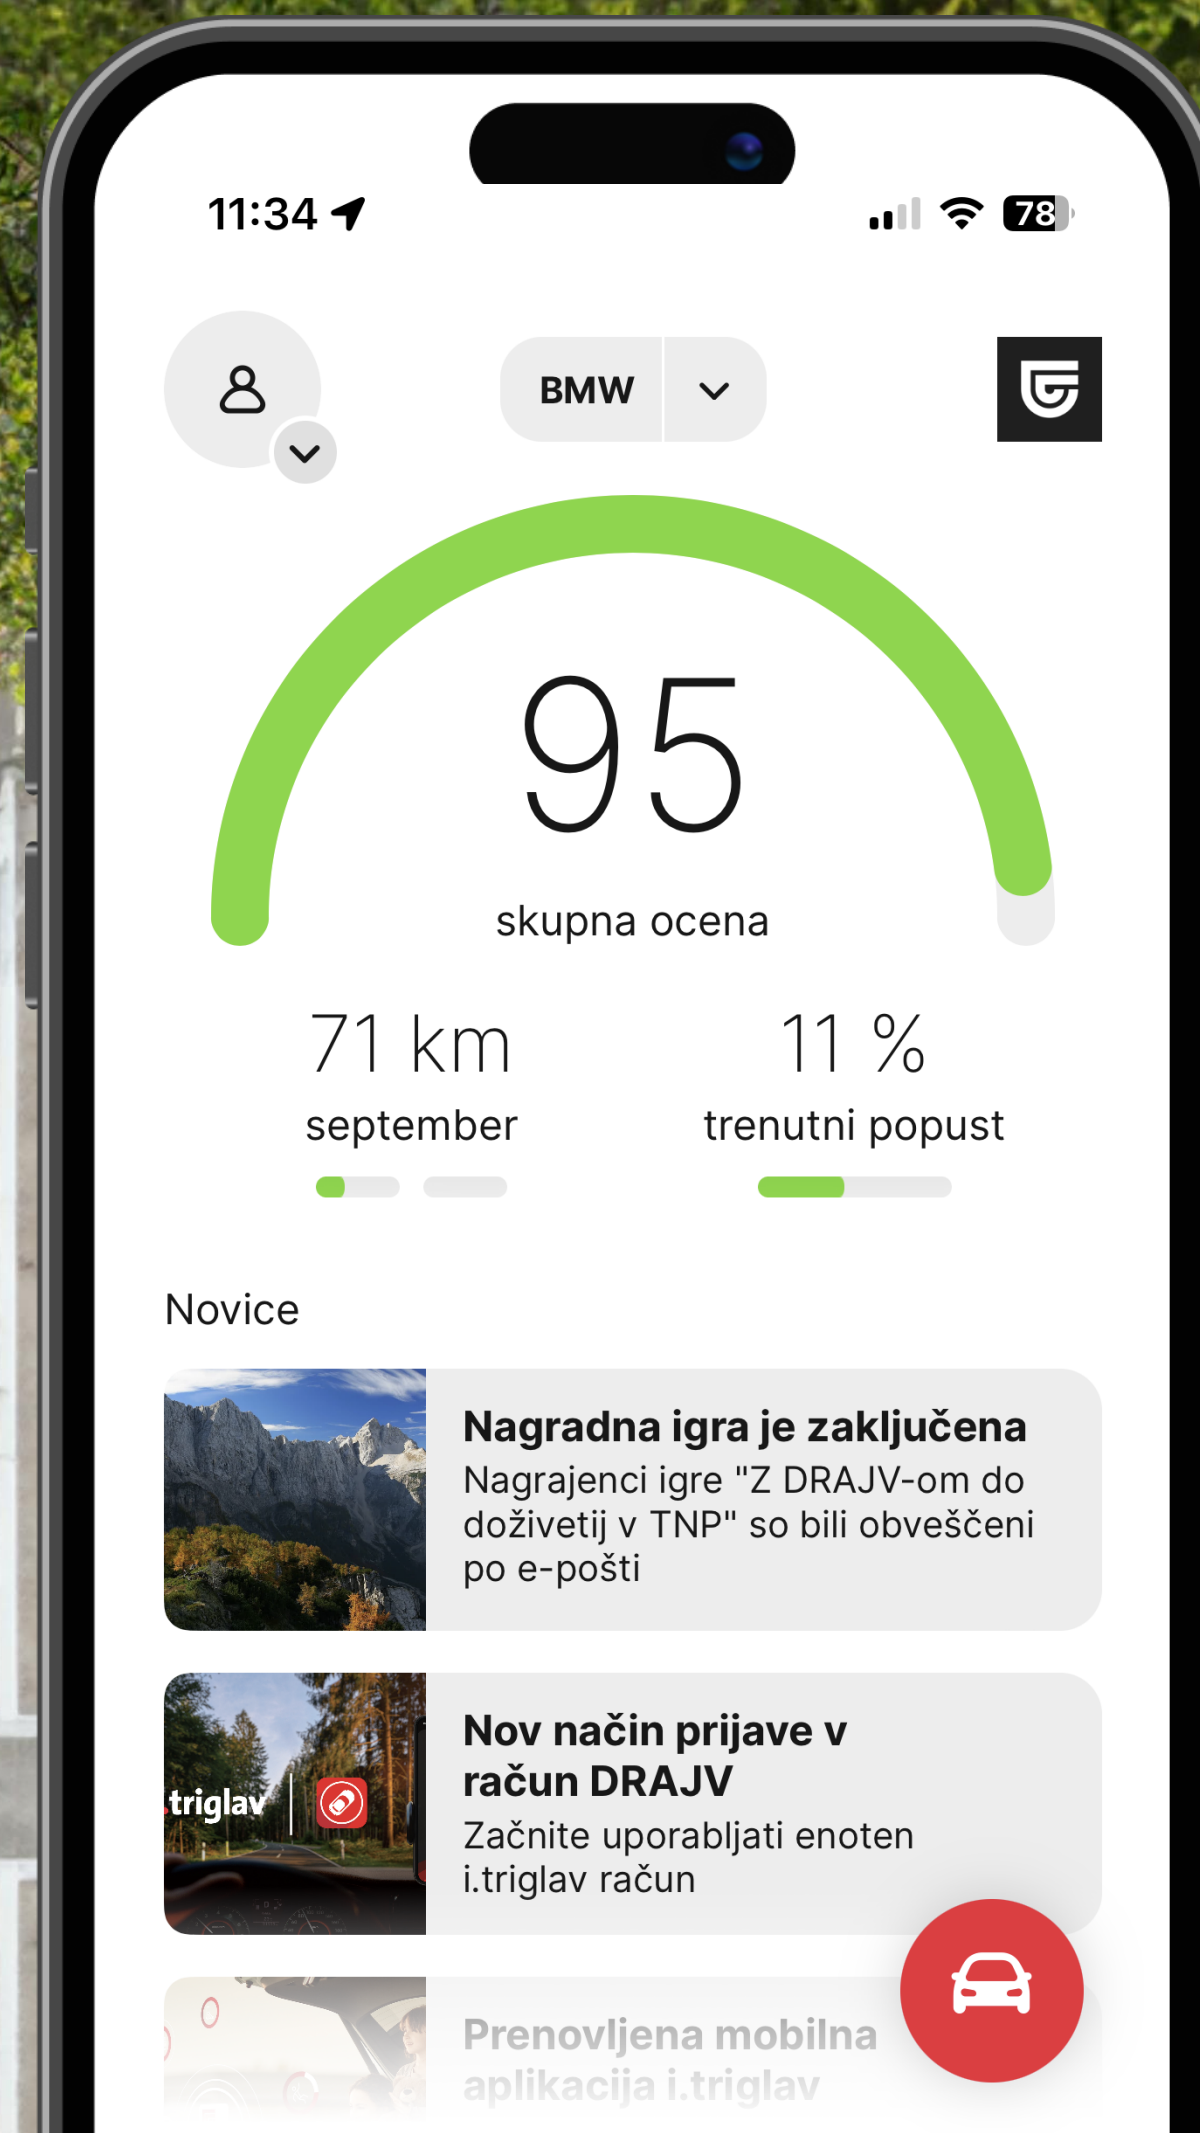 11:34
78
BMW
95
skupna ocena
71 km
11 %
september
trenutni popust
Novice
Nagradna igra je zaključena
Nagrajenci igre "Z DRAJV-om do
doživetij v TNP" so bili obveščeni
po e-pošti
triglav
Nov način prijave v
račun DRAJV
Začnite uporabljati enoten
i.triglav račun
Prenovljena mobilna
aplikacija i.triglav